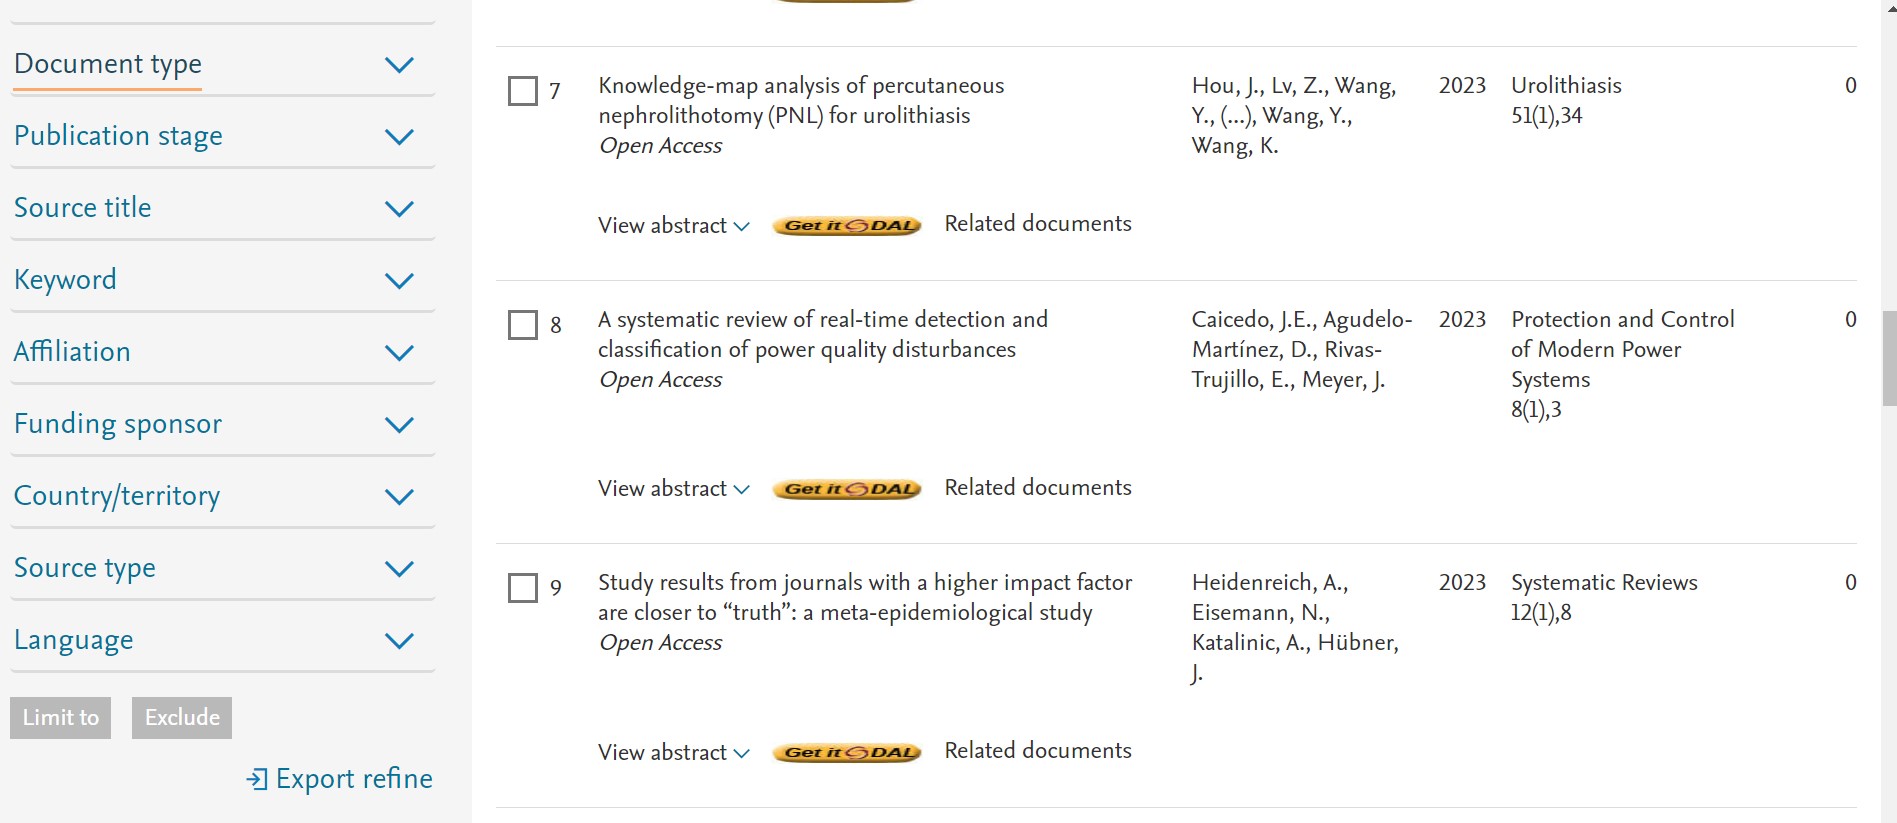 Document type
Publication stage
Source title
Keyword
Affiliation
Funding sponsor
Country/territory
Source type
Language
Limit to
Exclude
Export refine
7
Knowledge-map analysis of percutaneous
nephrolithotomy (PNL) for urolithiasis
Open Access
Hou, J., Lv, Z., Wang,
Y., (...), Wang, Y.,
Wang, K.
2023
Urolithiasis
51(1),34
0
View abstract
Get it DAL
Related documents
8
A systematic review of real-time detection and
classification of power quality disturbances
Open Access
Caicedo, J.E., Agudelo-
Martínez, D., Rivas-
Trujillo, E., Meyer, J.
2023
Protection and Control
of Modern Power
Systems
8(1),3
0
View abstract
Get it DAL
Related documents
9
Study results from journals with a higher impact factor
are closer to “truth”: a meta-epidemiological study
Open Access
Heidenreich, A.,
Eisemann, N.,
Katalinic, A., Hübner,
J.
2023
Systematic Reviews
12(1),8
0
View abstract
Get it DAL
Related documents